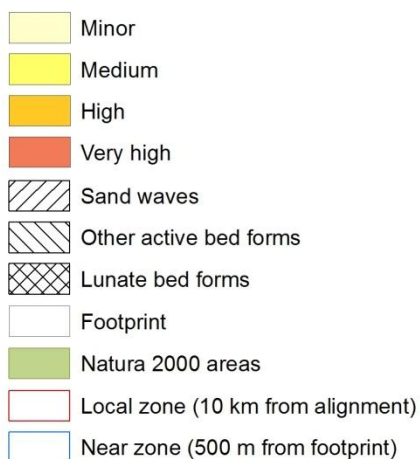 Minor
Medium
High
Very high
Sand waves
Other active bed forms
Lunate bed forms
Footprint
Natura 2000 areas
Local zone (10 km from alignment)
Near zone (500 m from footprint)